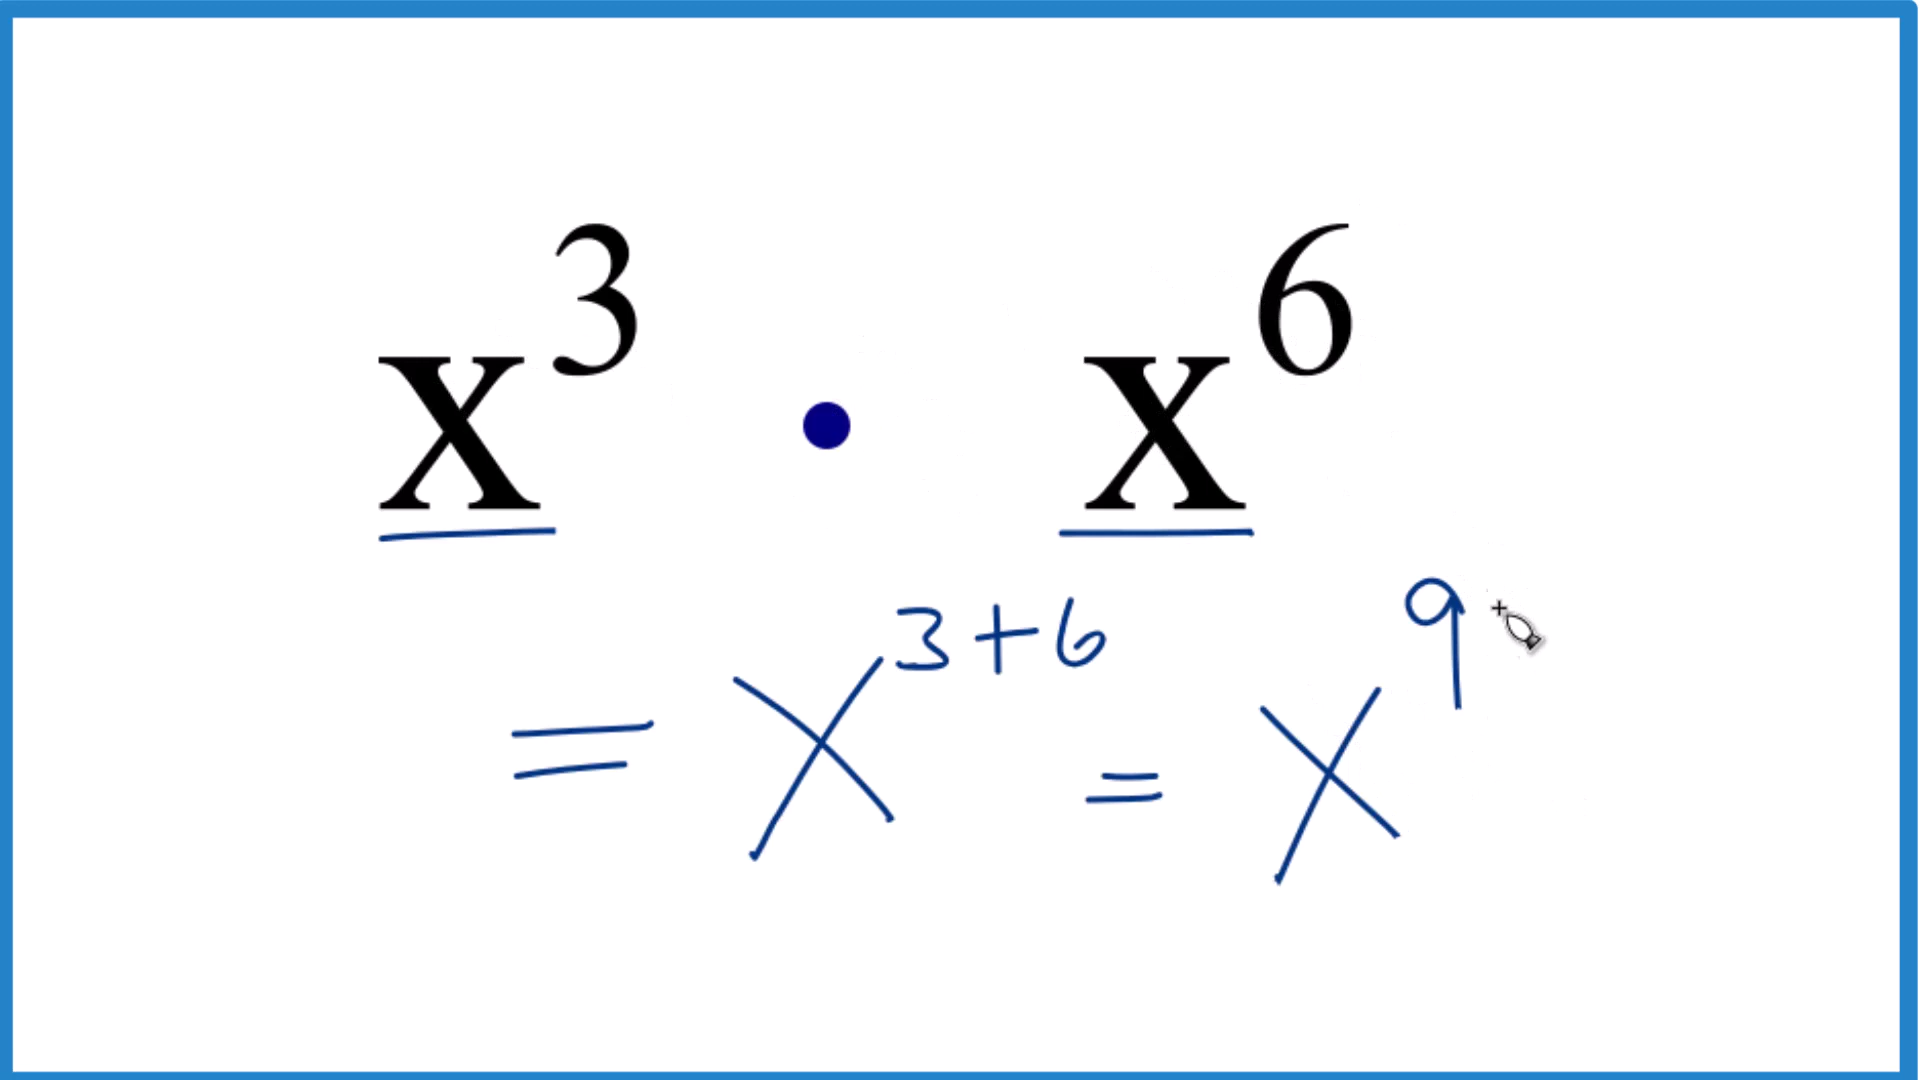 x³ • x⁶
= x³⁺⁶ = x⁹